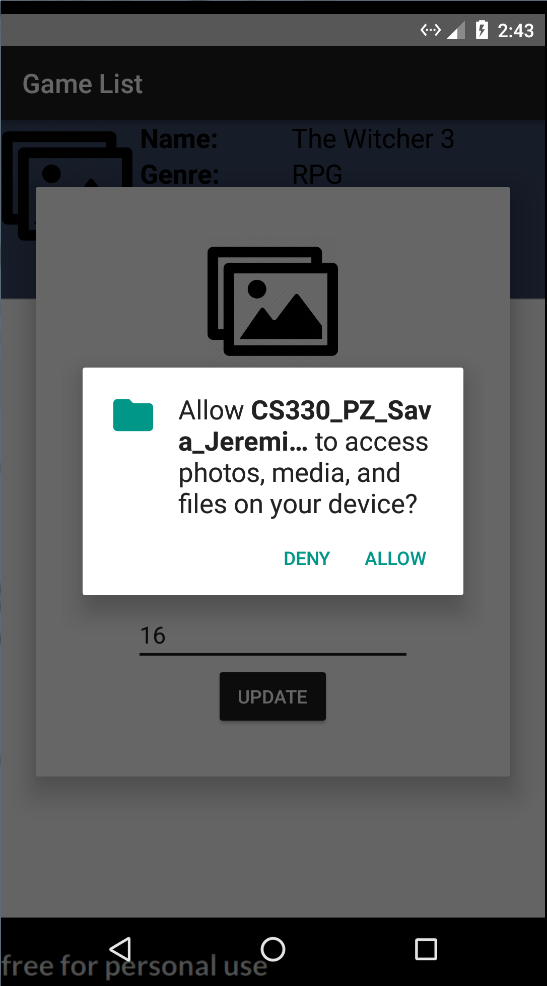 2:43
Game List
Name: The Witcher 3
Genre: RPG
Allow CS330_PZ_Sav
a_Jeremi... to access
photos, media, and
files on your device?
DENY ALLOW
16
UPDATE
free for personal use